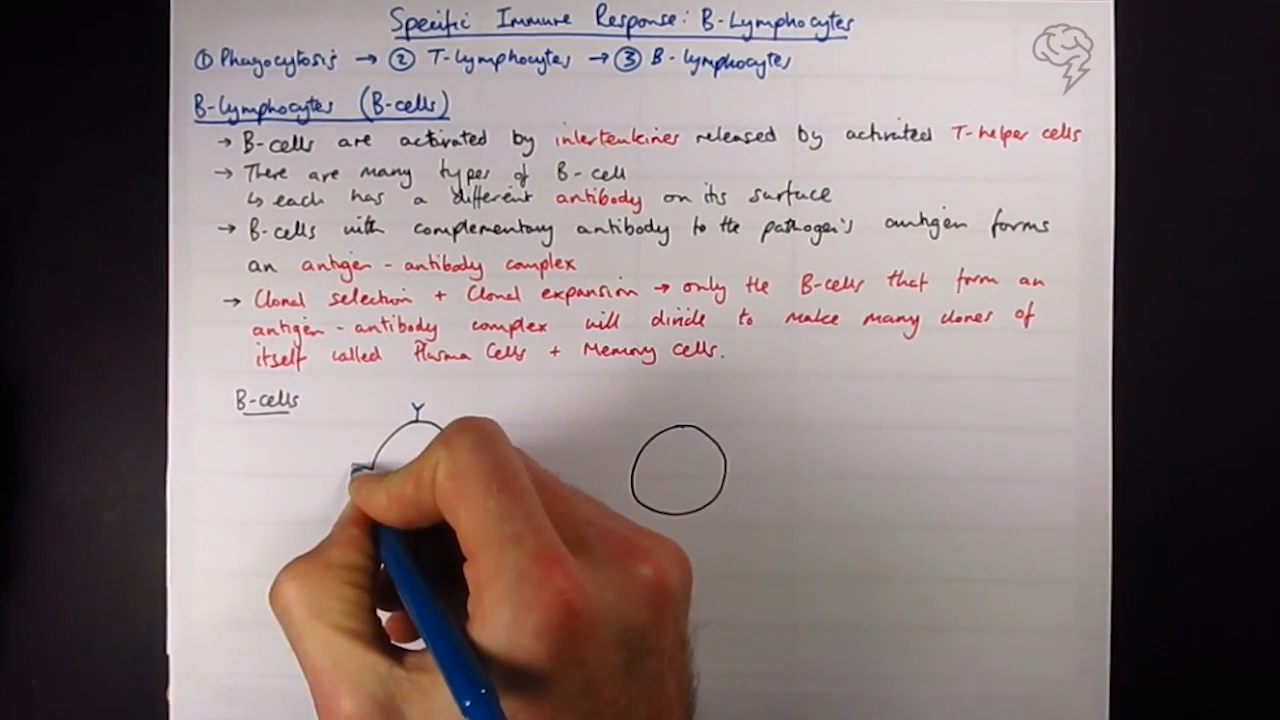 Specific Immune Response: B-Lymphocytes
① Phagocytosis → ② T-lymphocytes → ③ B-lymphocytes
B-Lymphocytes (B-cells)
→ B-cells are activated by interleukines released by activated T-helper cells
→ There are many types of B-cell
↳ each has a different antibody on its surface
→ B-cells with complementary antibody to the pathogen's antigen forms
an antigen-antibody complex
→ Clonal selection + Clonal expansion → only the B-cells that form an
antigen-antibody complex will divide to make many clones of
itself called Plasma Cells + Memory cells.
B-cells